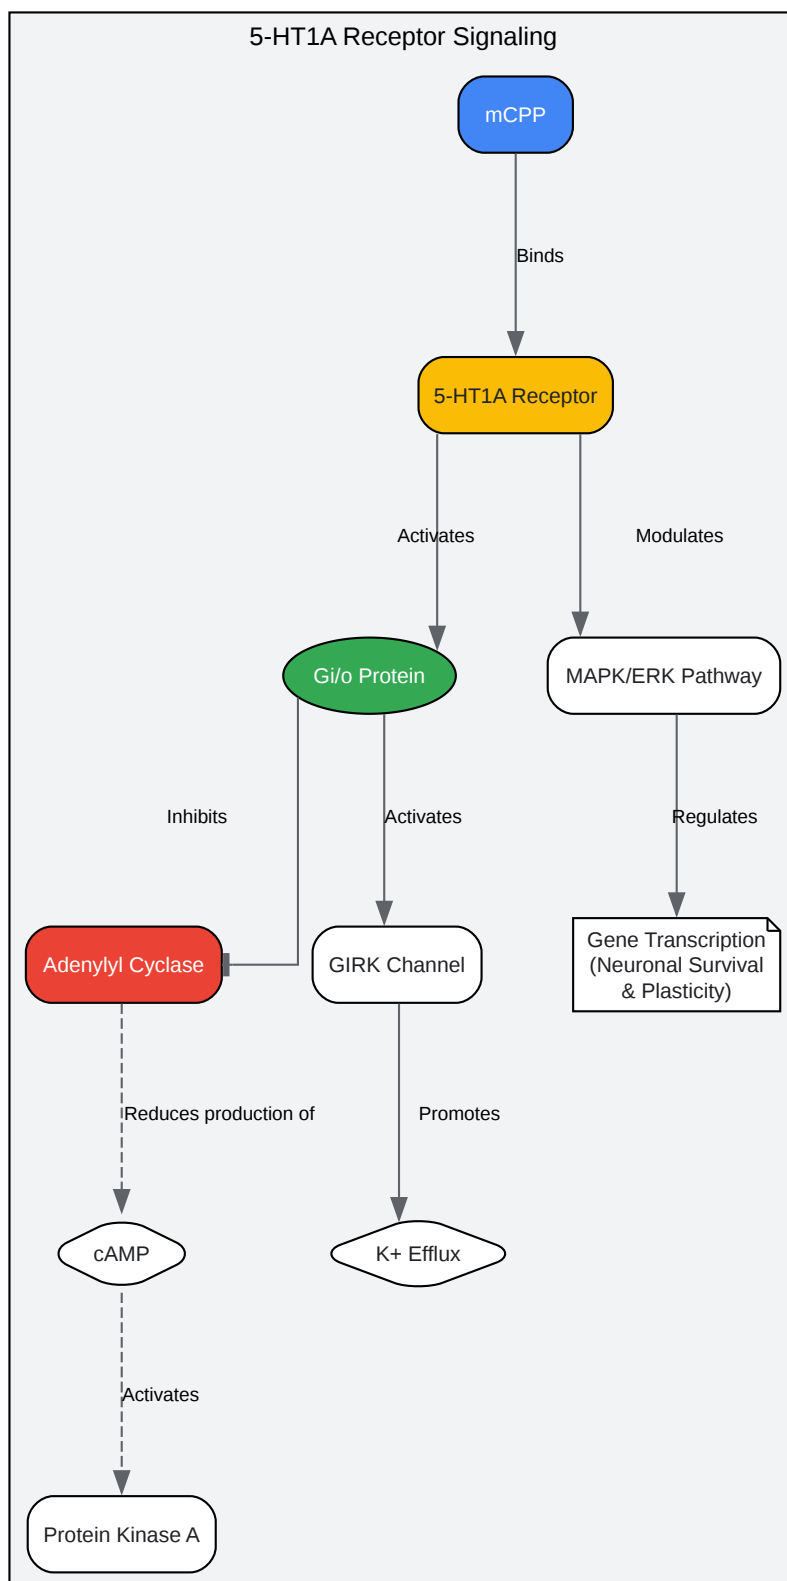 5-HT1A Receptor Signaling
mCPP
Binds
5-HT1A Receptor
Activates
Modulates
Gi/o Protein
MAPK/ERK Pathway
Inhibits
Activates
Regulates
Adenylyl Cyclase
GIRK Channel
Gene Transcription
(Neuronal Survival
& Plasticity)
Reduces production of
Promotes
cAMP
K+ Efflux
Activates
Protein Kinase A